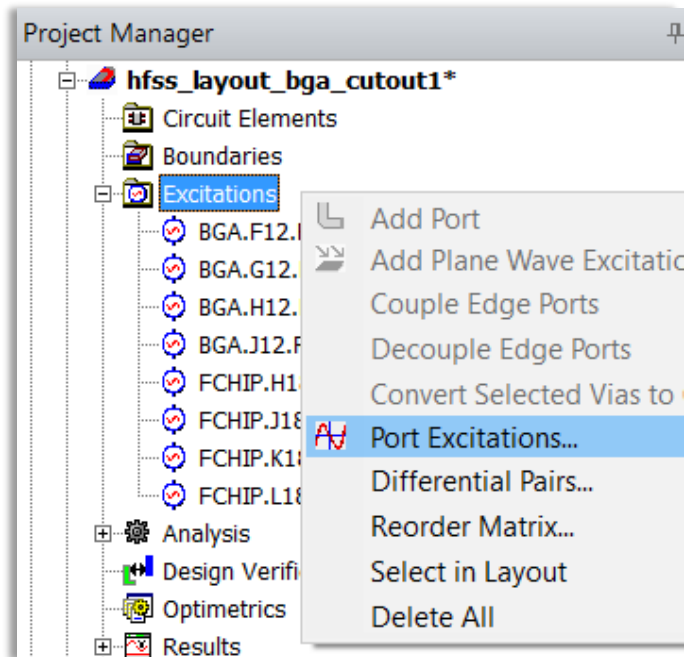 Project Manager
hfss_layout_bga_cutout1*
Circuit Elements
Boundaries
Excitations
BGA.F12.
BGA.G12.
BGA.H12.
BGA.J12.F
FCHIP.H1
FCHIP.J18
FCHIP.K1
FCHIP.L18
Analysis
Design Verifi
Optimetrics
Results
Add Port
Add Plane Wave Excitatio
Couple Edge Ports
Decouple Edge Ports
Convert Selected Vias to
Port Excitations...
Differential Pairs...
Reorder Matrix...
Select in Layout
Delete All